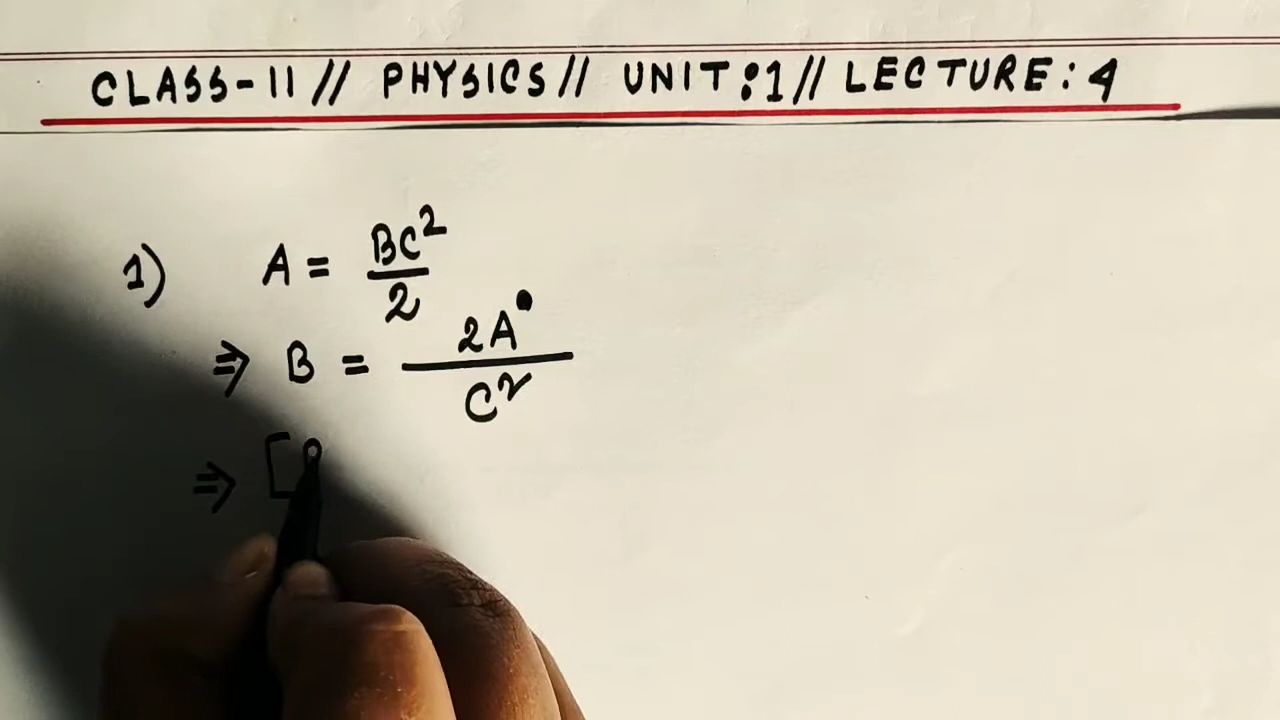 CLASS-11 // PHYSICS // UNIT:1 // LECTURE: 4
1) A = BC²/2
⇒ B = 2A/C²
⇒ [